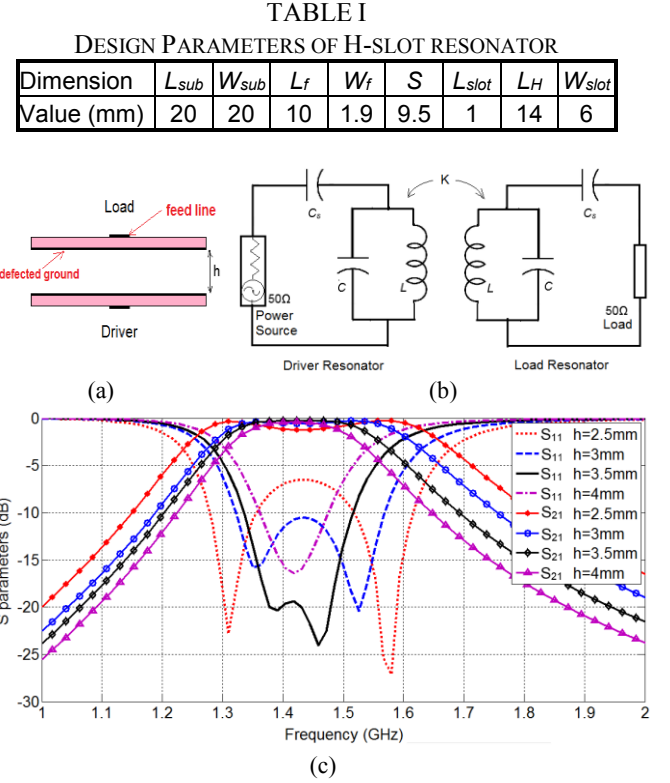 TABLE I
DESIGN PARAMETERS OF H-SLOT RESONATOR
Dimension Lsub Wsub Lf Wf S Lslot LH Wslot
Value (mm) 20 20 10 1.9 9.5 1 14 6
Load
feed line
defected ground
h
Driver
K
Cs
Cs
C
L
L
C
50Ω
Power
Source
50Ω
Load
Driver Resonator
Load Resonator
(a)
(b)
S parameters (dB)
0
-5
-10
-15
-20
-25
-30
S11 h=2.5mm
S11 h=3mm
S11 h=3.5mm
S11 h=4mm
S21 h=2.5mm
S21 h=3mm
S21 h=3.5mm
S21 h=4mm
1 1.1 1.2 1.3 1.4 1.5 1.6 1.7 1.8 1.9 2
Frequency (GHz)
(c)